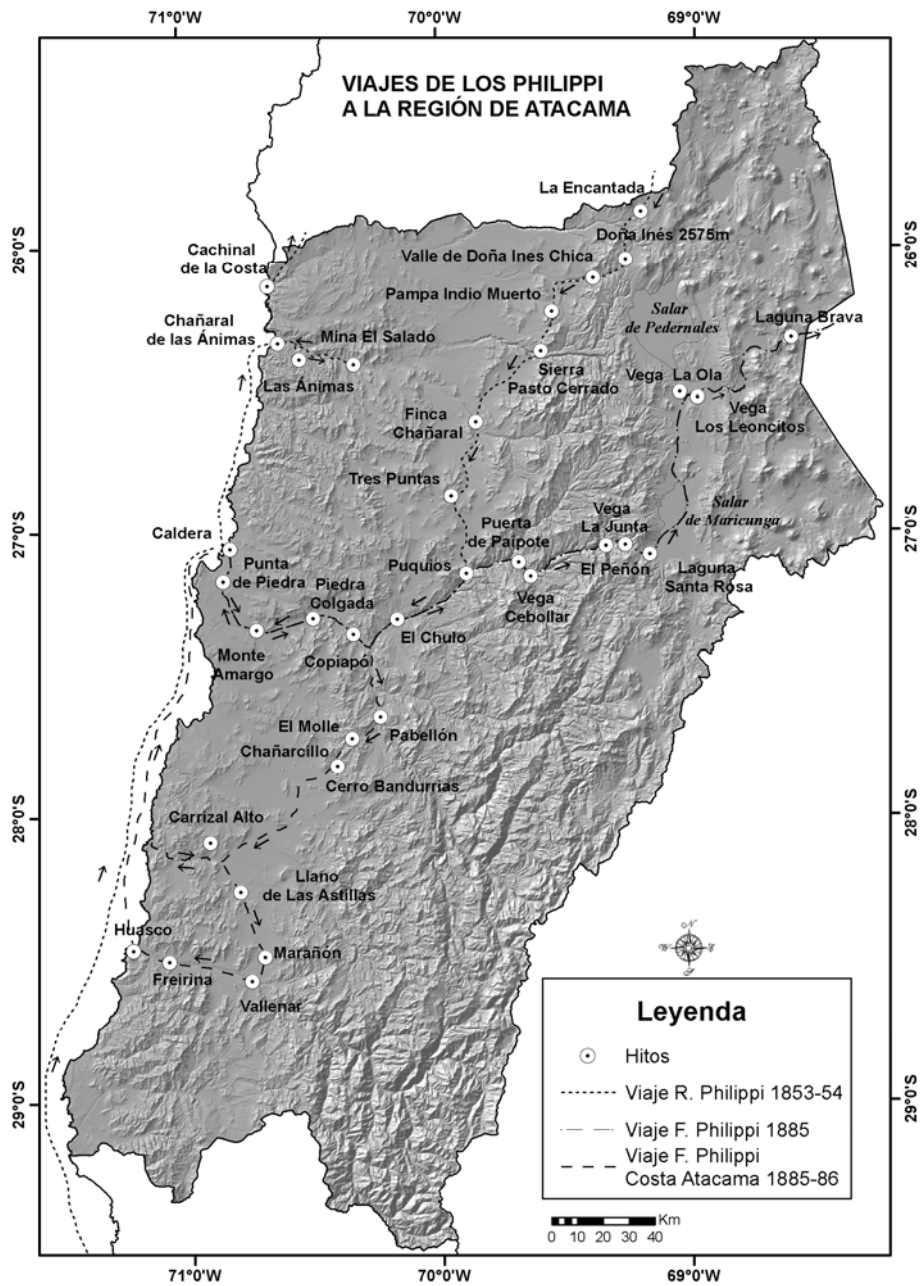 71°0'W
70°0'W
69°0'W
VIAJES DE LOS PHILIPPI
A LA REGIÓN DE ATACAMA
La Encantada
Doña Inés 2575m
26°0'S
26°0'S
Cachinal
de la Costa
Valle de Doña Ines Chica
Pampa Indio Muerto
Salar
de Pedernales
Laguna Brava
Chañaral
de las Ánimas
Mina El Salado
Las Ánimas
Sierra
Pasto Cerrado
Vega La Ola
Vega
Los Leoncitos
Finca
Chañaral
Tres Puntas
Salar
de Maricunga
27°0'S
27°0'S
Caldera
Puerta
de Paipote
Vega
La Junta
Punta
de Piedra
Piedra
Colgada
Puquios
El Peñón
Laguna
Santa Rosa
Vega
Cebollar
Monte
Amargo
Copiapó
El Chulo
El Molle
Pabellón
Chañarcillo
Cerro Bandurrias
28°0'S
28°0'S
Carrizal Alto
Llano
de Las Astillas
Huasco
Marañón
Freirina
Vallenar
N
W
S
Leyenda
Hitos
Viaje R. Philippi 1853-54
Viaje F. Philippi 1885
Viaje F. Philippi
Costa Atacama 1885-86
29°0'S
29°0'S
Km
0 10 20 30 40
71°0'W
70°0'W
69°0'W